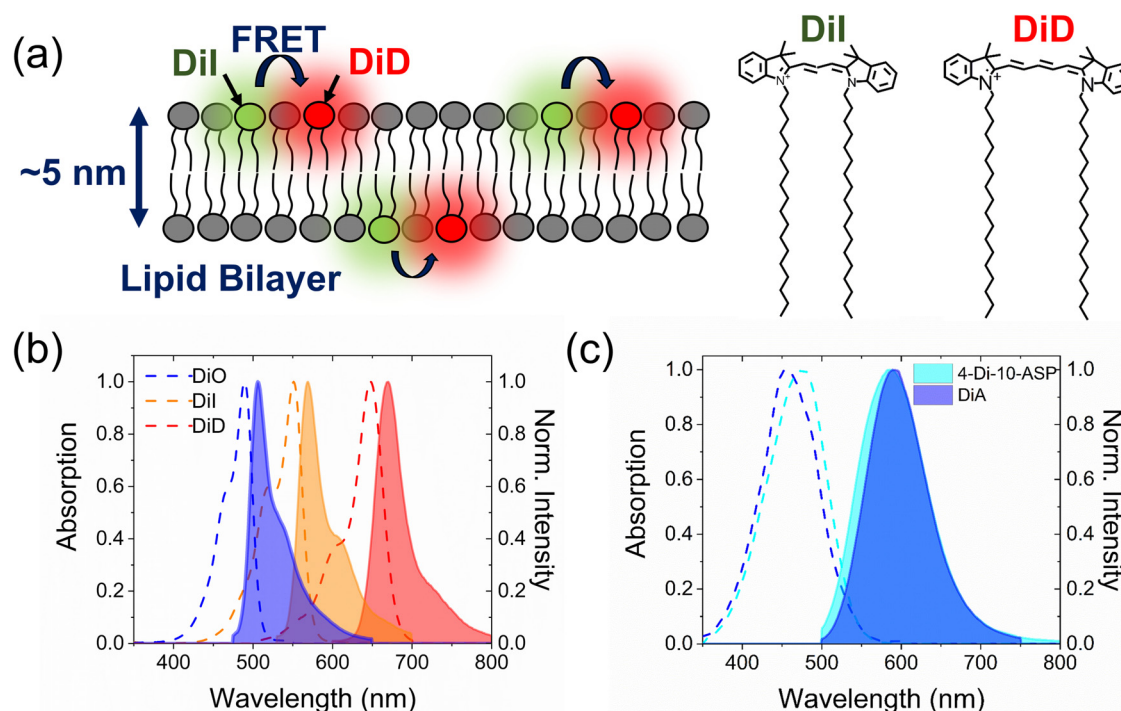 (a)
FRET
DiI
DiD
~5 nm
Lipid Bilayer
DiI
DiD
N+
N
N+
N
(b)
DiO
DiI
DiD
1.0
0.8
0.6
0.4
0.2
0.0
Absorption
1.0
0.8
0.6
0.4
0.2
0.0
Norm. Intensity
400 500 600 700 800
Wavelength (nm)
(c)
4-Di-10-ASP
DiA
1.0
0.8
0.6
0.4
0.2
0.0
Absorption
1.0
0.8
0.6
0.4
0.2
0.0
Norm. Intensity
400 500 600 700 800
Wavelength (nm)